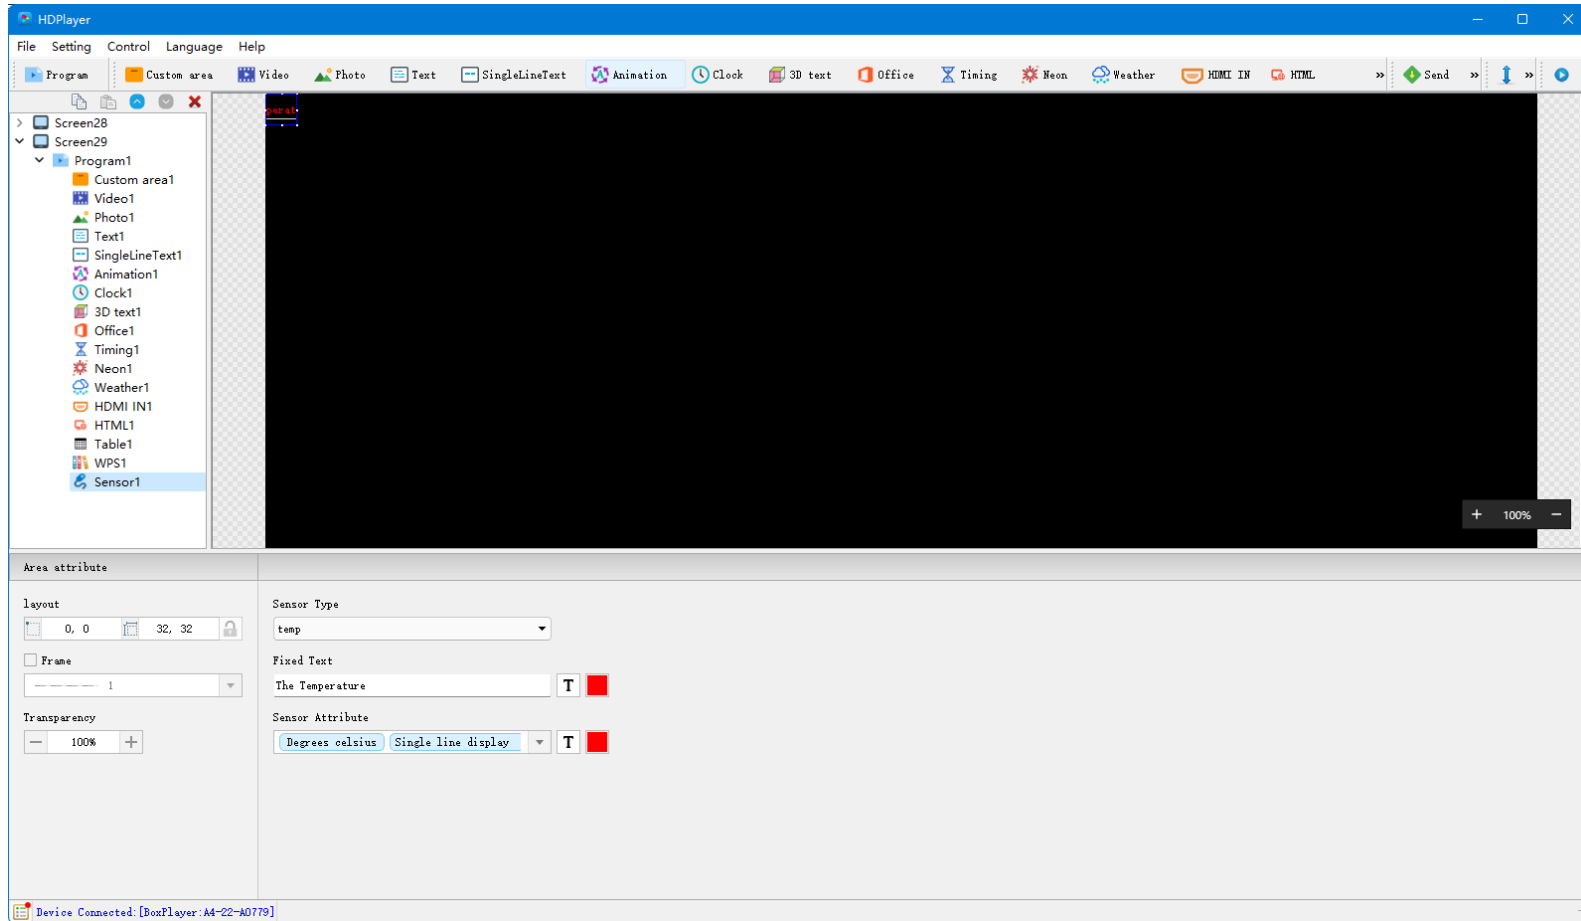 HDPlayer
File Setting Control Language Help
Program Custom area Video Photo Text SingleLineText Animation Clock 3D text Office Timing Neon Weather HDMI IN HTML » Send » »
Screen28
Screen29
Program1
Custom area1
Video1
Photo1
Text1
SingleLineText1
Animation1
Clock1
3D text1
Office1
Timing1
Neon1
Weather1
HDMI IN1
HTML1
Table1
WPS1
Sensor1
perat
+ 100% −
Area attribute
layout
0, 0 32, 32
Frame
1
Transparency
− 100% +
Sensor Type
temp
Fixed Text
The Temperature T
Sensor Attribute
Degrees celsius Single line display T
Device Connected:[BoxPlayer:A4-22-A0779]